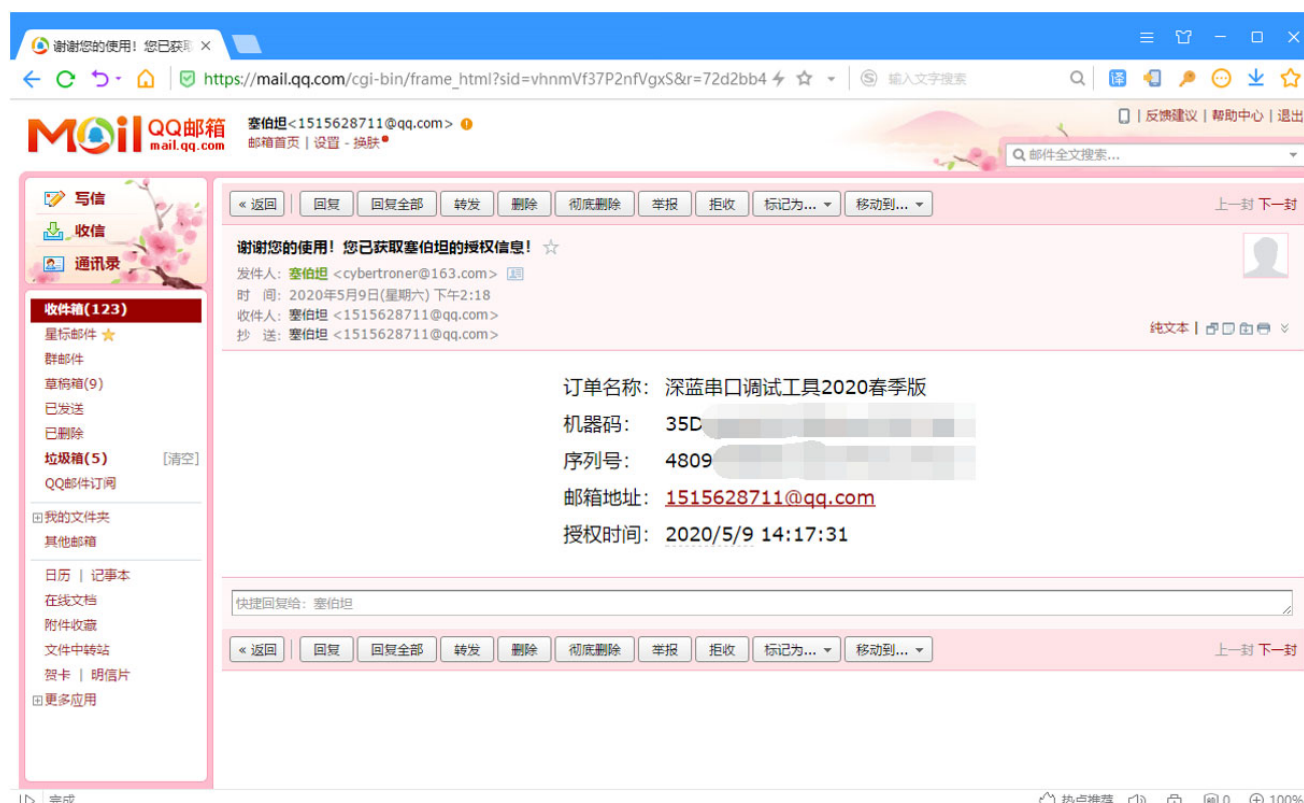 谢谢您的使用！您已获取
https://mail.qq.com/cgi-bin/frame_html?sid=vhnmVf37P2nfVgxS&r=72d2bb4
输入文字搜索
译
MOil QQ邮箱
mail.qq.com
塞伯坦<1515628711@qq.com>
邮箱首页 | 设置 - 换肤
反馈建议 | 帮助中心 | 退出
邮件全文搜索...
写信
收信
通讯录
收件箱(123)
星标邮件
群邮件
草稿箱(9)
已发送
已删除
垃圾箱(5) [清空]
QQ邮件订阅
我的文件夹
其他邮箱
日历 | 记事本
在线文档
附件收藏
文件中转站
贺卡 | 明信片
更多应用
« 返回 回复 回复全部 转发 删除 彻底删除 举报 拒收 标记为... 移动到... 上一封 下一封
谢谢您的使用！您已获取塞伯坦的授权信息！
发件人：塞伯坦 <cybertroner@163.com>
时 间：2020年5月9日(星期六) 下午2:18
收件人：塞伯坦 <1515628711@qq.com>
抄 送：塞伯坦 <1515628711@qq.com>
纯文本 |
订单名称： 深蓝串口调试工具2020春季版
机器码： 35D
序列号： 4809
邮箱地址： 1515628711@qq.com
授权时间： 2020/5/9 14:17:31
快捷回复给：塞伯坦
« 返回 回复 回复全部 转发 删除 彻底删除 举报 拒收 标记为... 移动到... 上一封 下一封
完成
热点推荐 0 100%